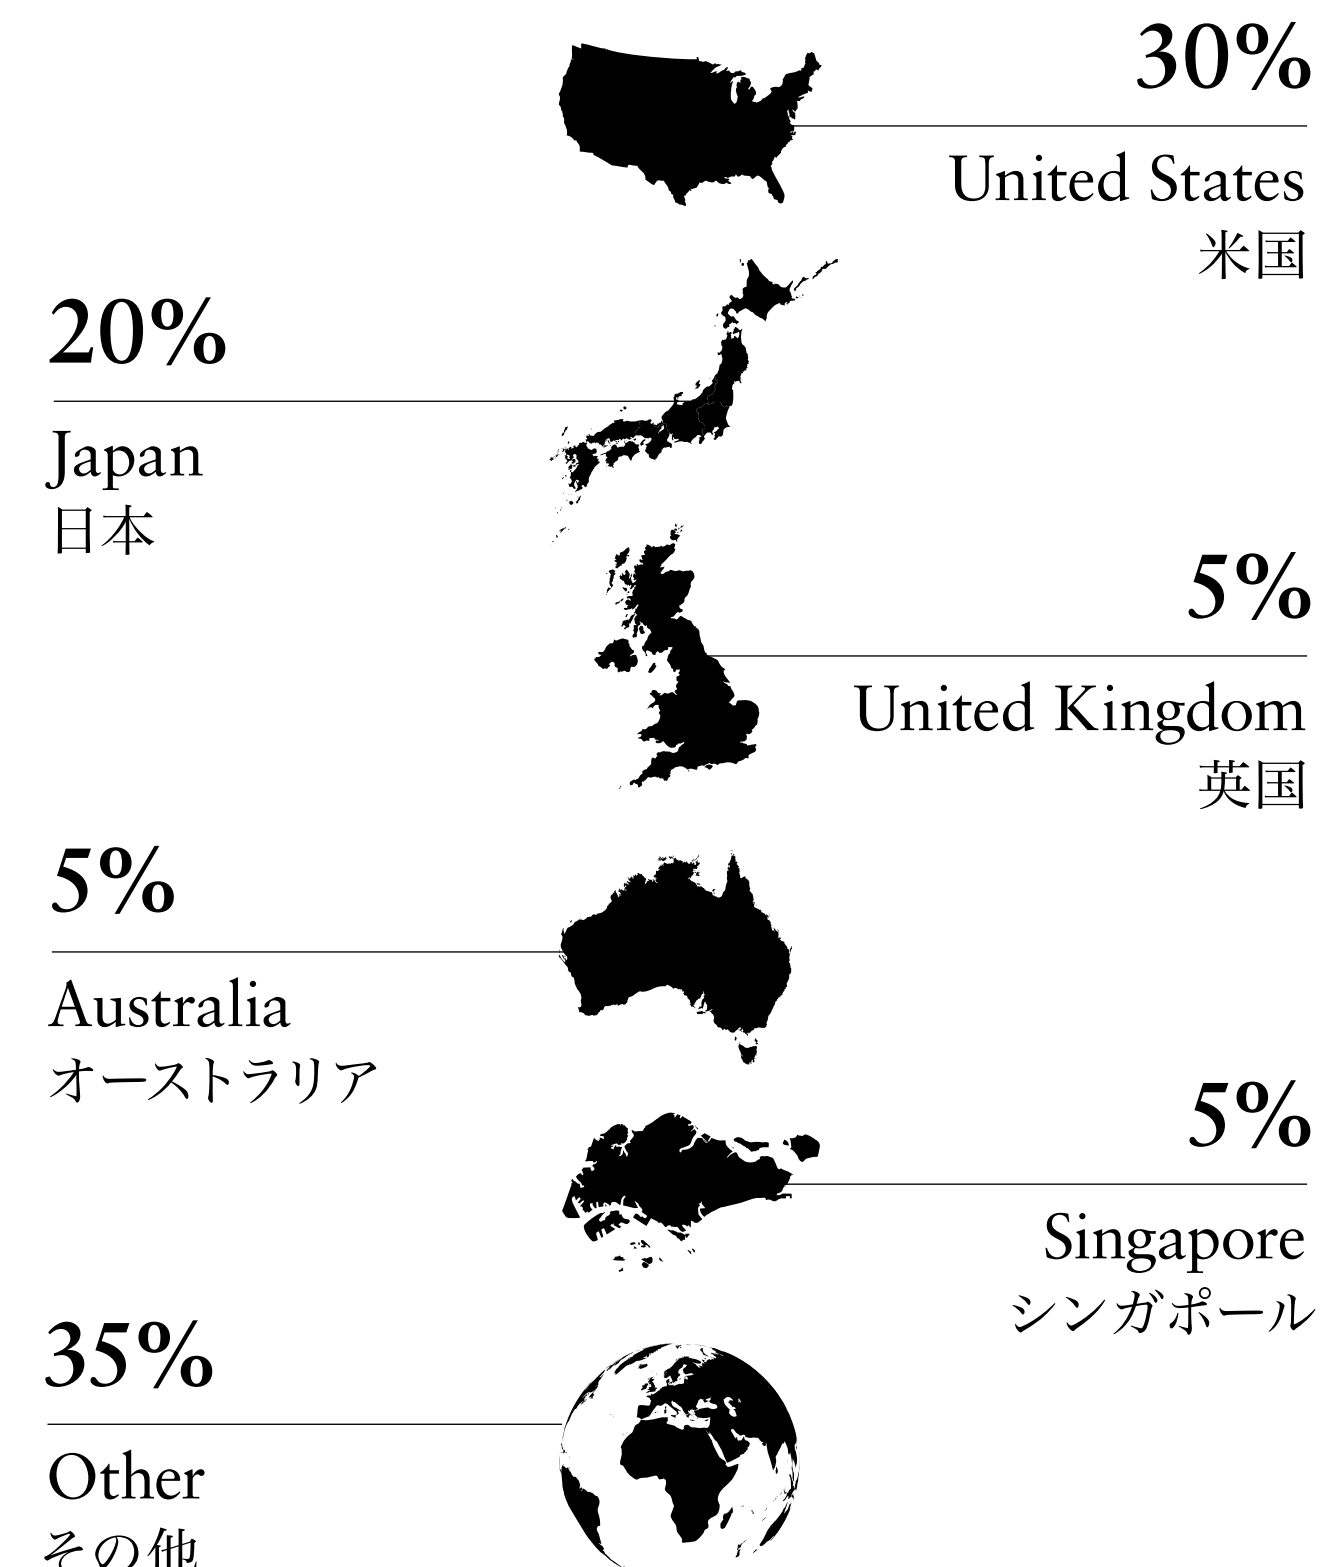 30%
United States
米国
20%
Japan
日本
5%
United Kingdom
英国
5%
Australia
オーストラリア
5%
Singapore
シンガポール
35%
Other
その他